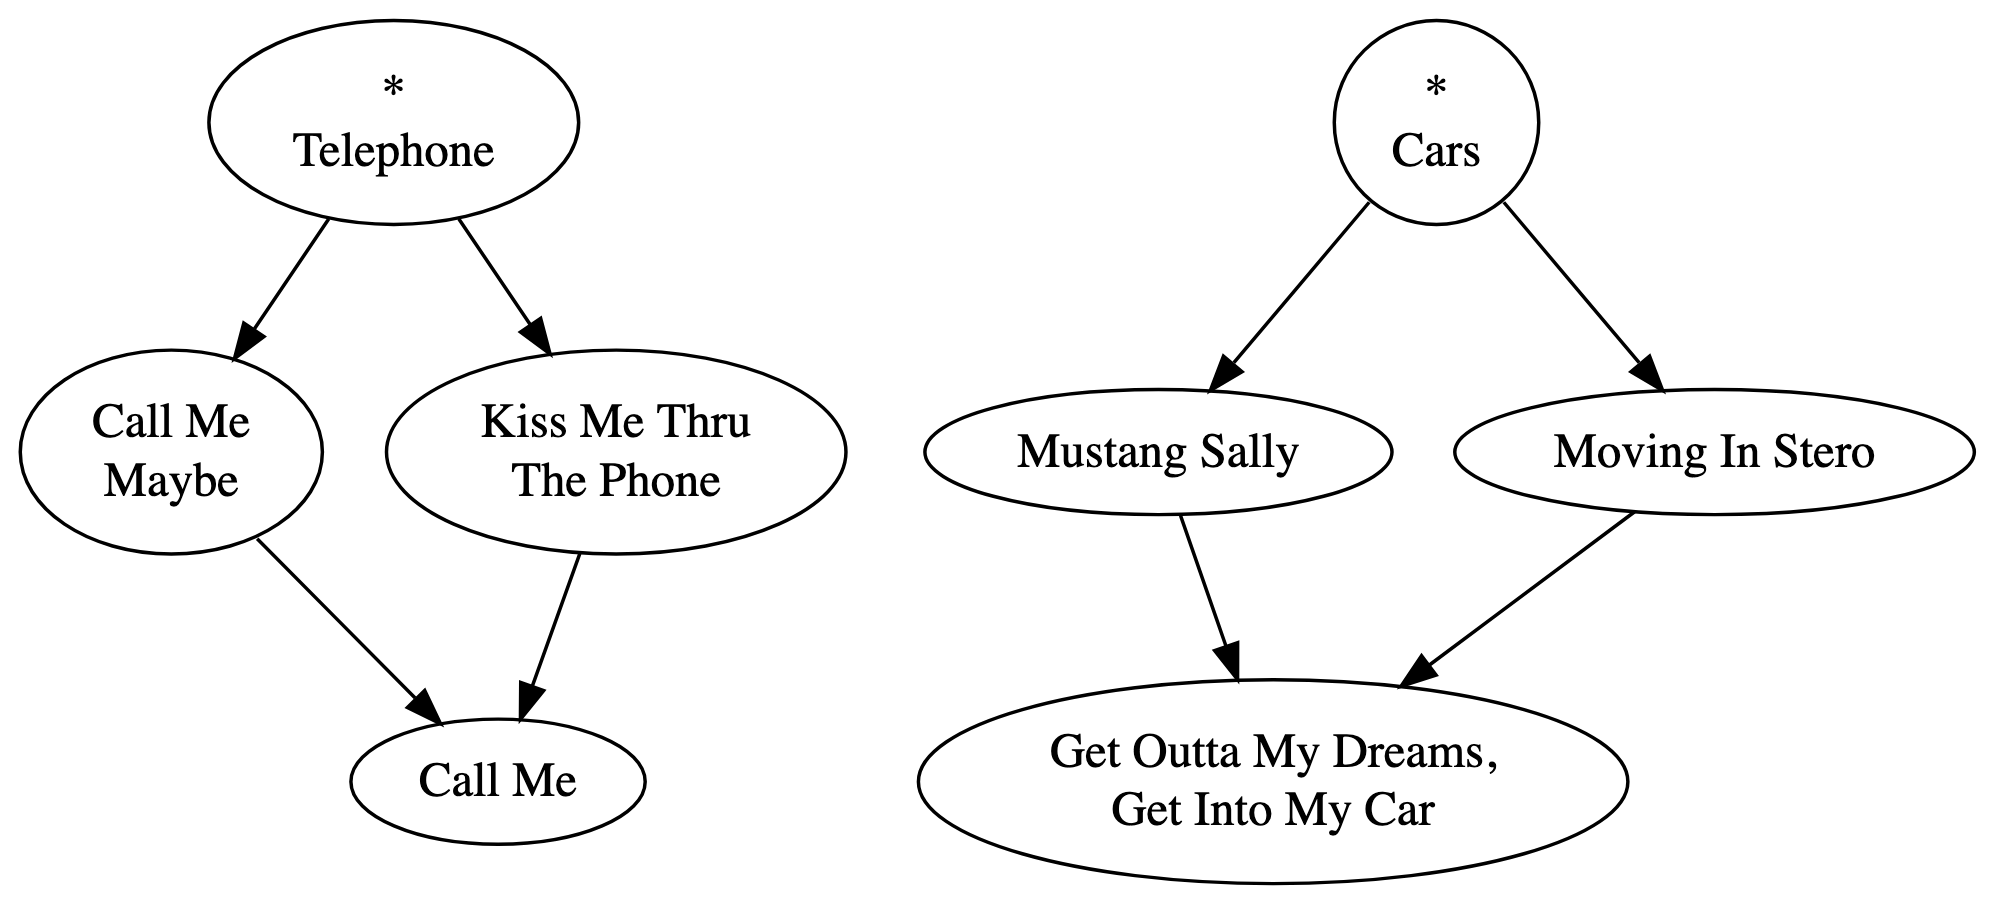 *
Telephone
*
Cars
Call Me
Maybe
Kiss Me Thru
The Phone
Mustang Sally
Moving In Stero
Call Me
Get Outta My Dreams,
Get Into My Car